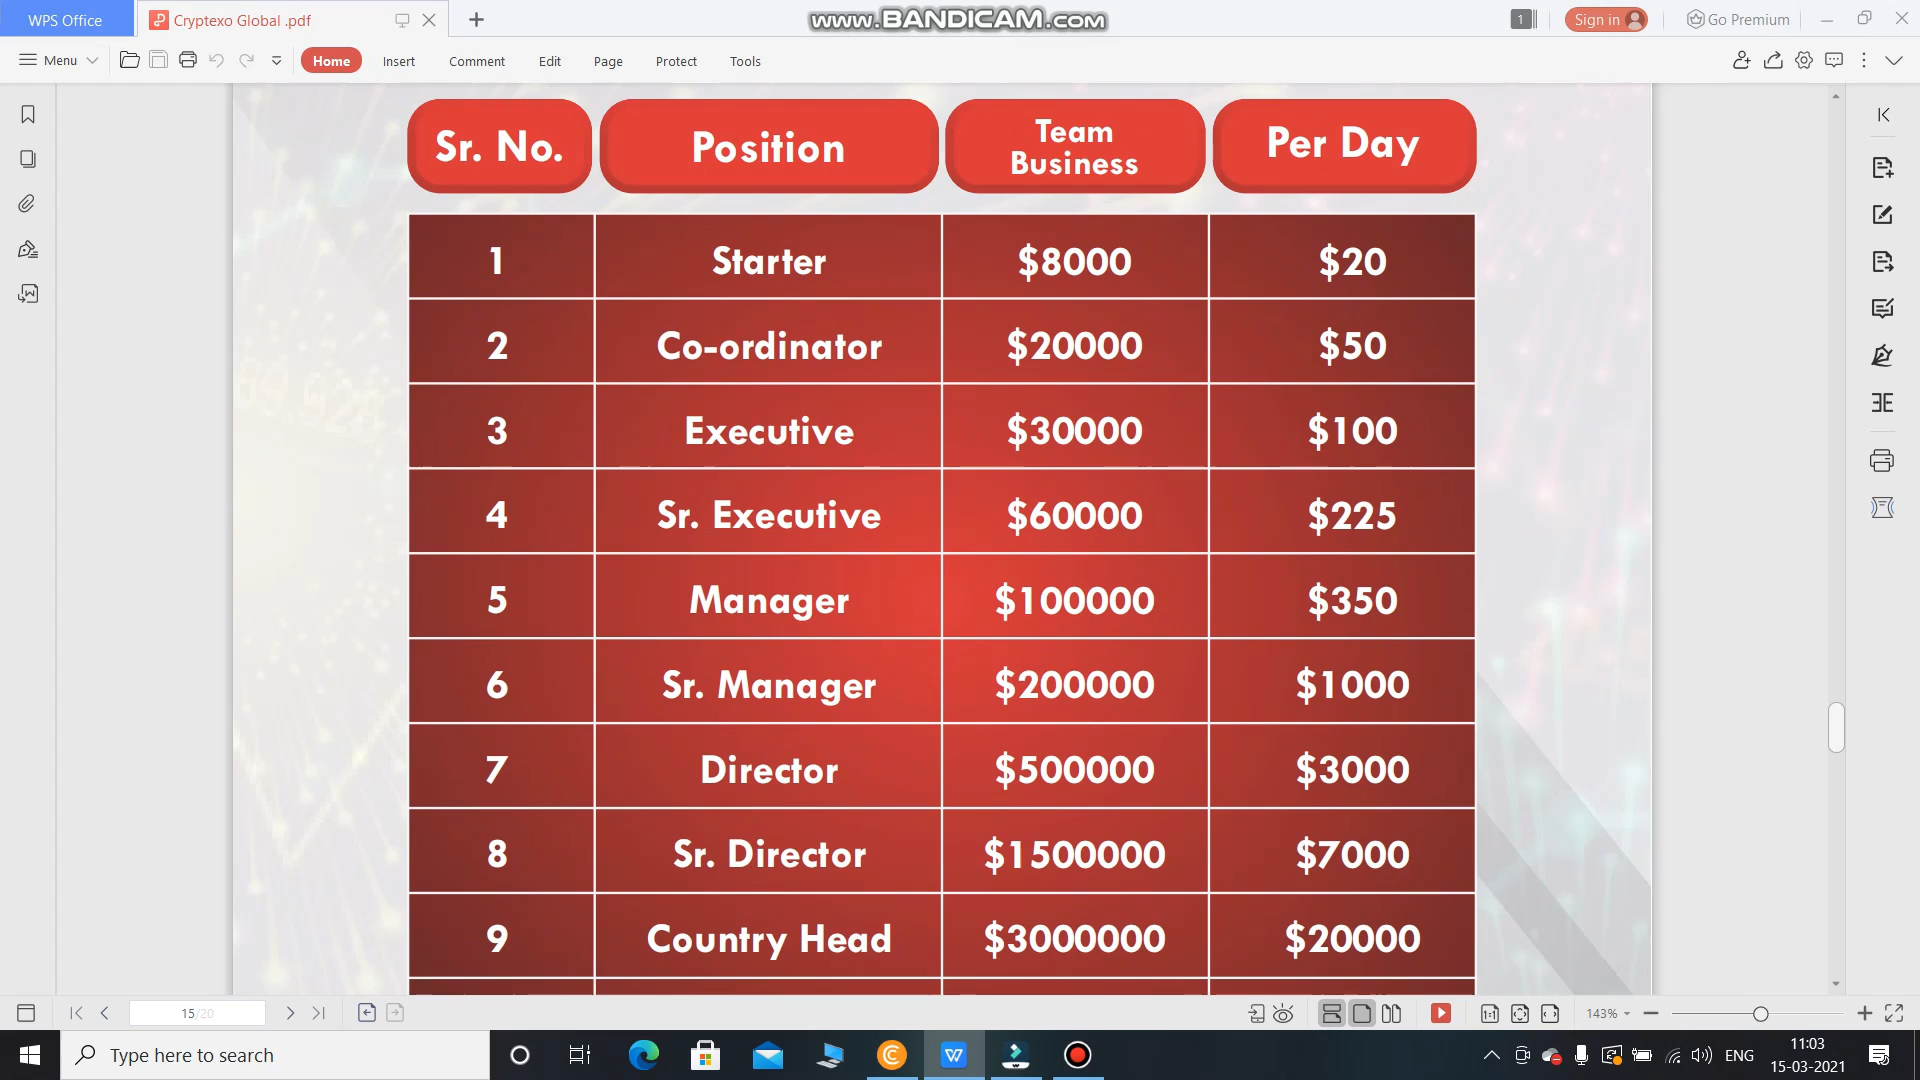 WPS Office
Cryptexo Global .pdf
www.BANDICAM.com
1
Sign in
Go Premium
Menu
Home
Insert
Comment
Edit
Page
Protect
Tools
Sr. No.
Position
Team Business
Per Day
1 Starter $8000 $20
2 Co-ordinator $20000 $50
3 Executive $30000 $100
4 Sr. Executive $60000 $225
5 Manager $100000 $350
6 Sr. Manager $200000 $1000
7 Director $500000 $3000
8 Sr. Director $1500000 $7000
9 Country Head $3000000 $20000
15/20
143%
Type here to search
ENG
11:03
15-03-2021